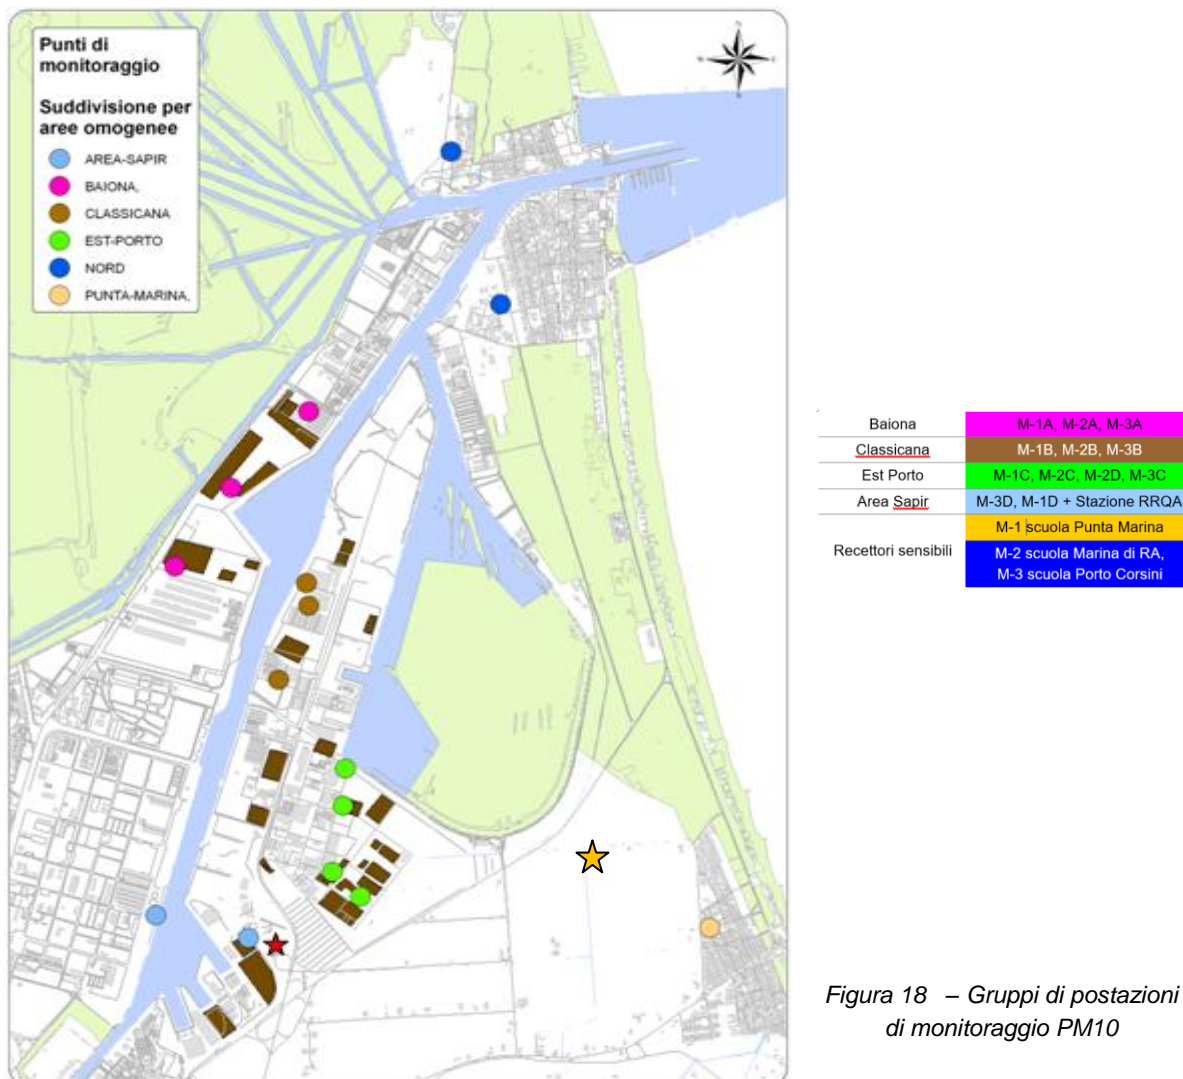 Punti di
monitoraggio
Suddivisione per
aree omogenee
AREA-SAPIR
BAIONA,
CLASSICANA
EST-PORTO
NORD
PUNTA-MARINA,
Baiona M-1A, M-2A, M-3A
Classicana M-1B, M-2B, M-3B
Est Porto M-1C, M-2C, M-2D, M-3C
Area Sapir M-3D, M-1D + Stazione RRQA
Recettori sensibili
M-1 scuola Punta Marina
M-2 scuola Marina di RA,
M-3 scuola Porto Corsini
Figura 18 – Gruppi di postazioni
di monitoraggio PM10